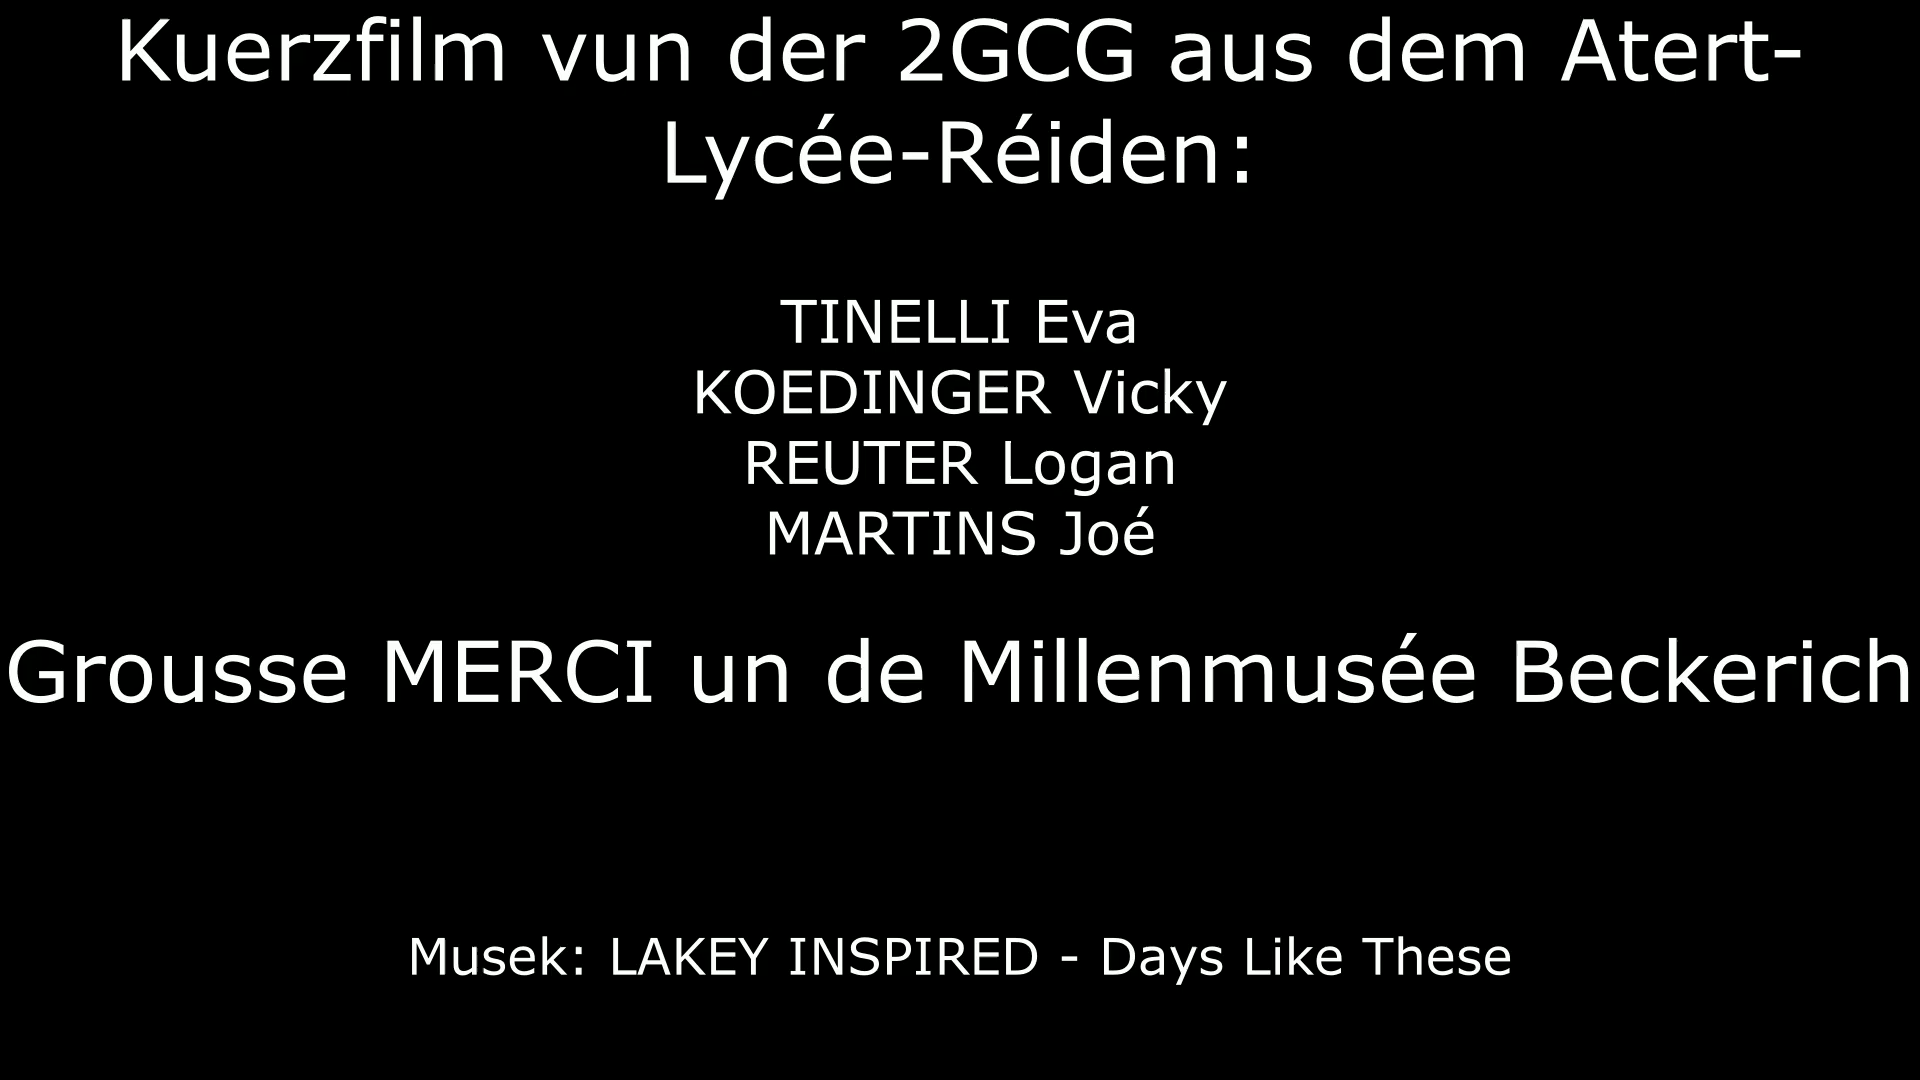 Kuerzfilm vun der 2GCG aus dem Atert-
Lycée-Réiden:
TINELLI Eva
KOEDINGER Vicky
REUTER Logan
MARTINS Joé
Grousse MERCI un de Millenmusée Beckerich
Musek: LAKEY INSPIRED - Days Like These